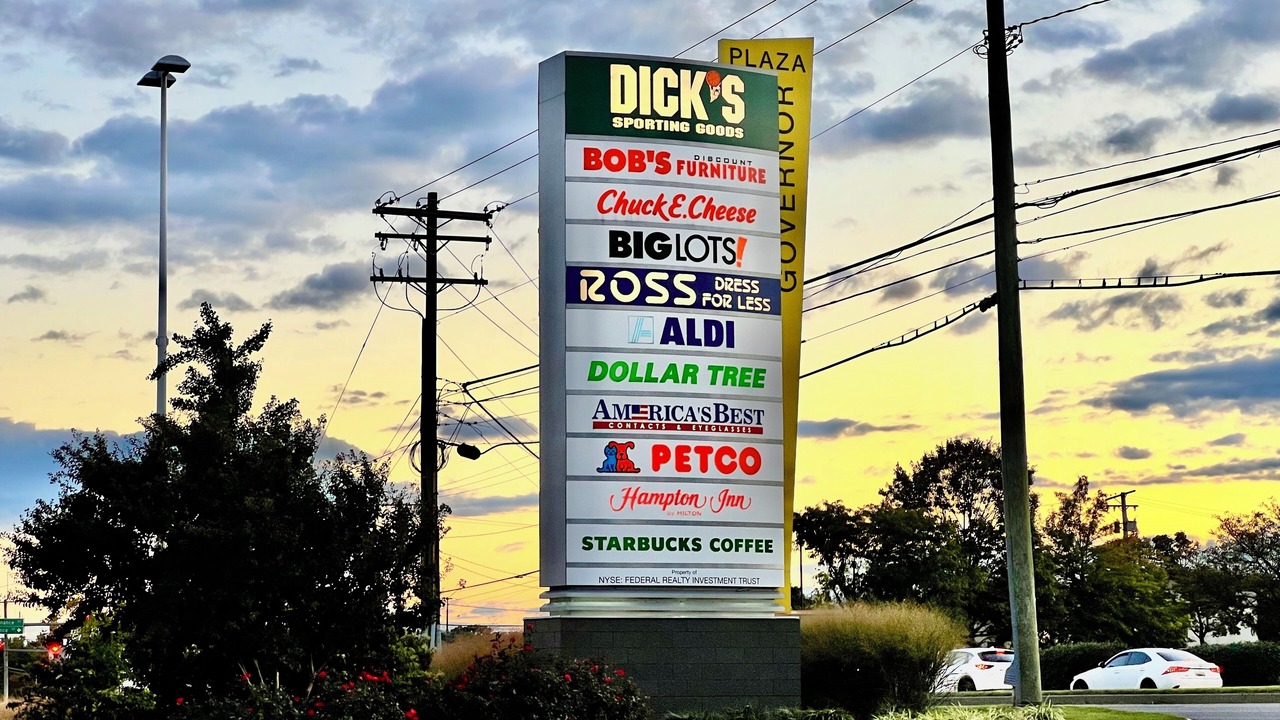 PLAZA
GOVERNOR
DICK'S
SPORTING GOODS
BOB'S DISCOUNT FURNITURE
Chuck E. Cheese
BIG LOTS!
ROSS DRESS FOR LESS
ALDI
DOLLAR TREE
AMERICA'S BEST
CONTACTS & EYEGLASSES
PETCO
Hampton Inn
BY HILTON
STARBUCKS COFFEE
Property of
NYSE: FEDERAL REALTY INVESTMENT TRUST